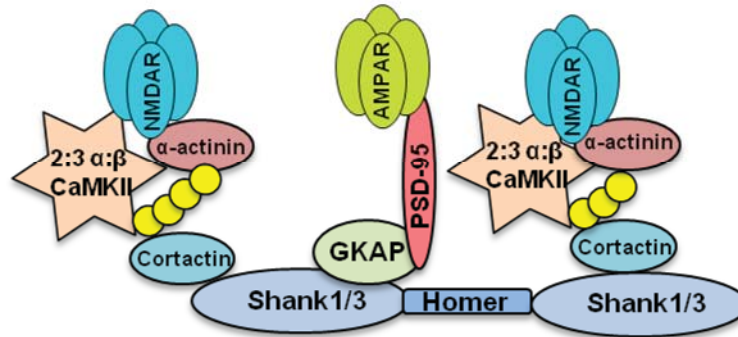 NMDAR
α-actinin
2:3 α:β
CaMKII
Cortactin
AMPAR
PSD-95
GKAP
Shank1/3
Homer
NMDAR
α-actinin
2:3 α:β
CaMKII
Cortactin
Shank1/3